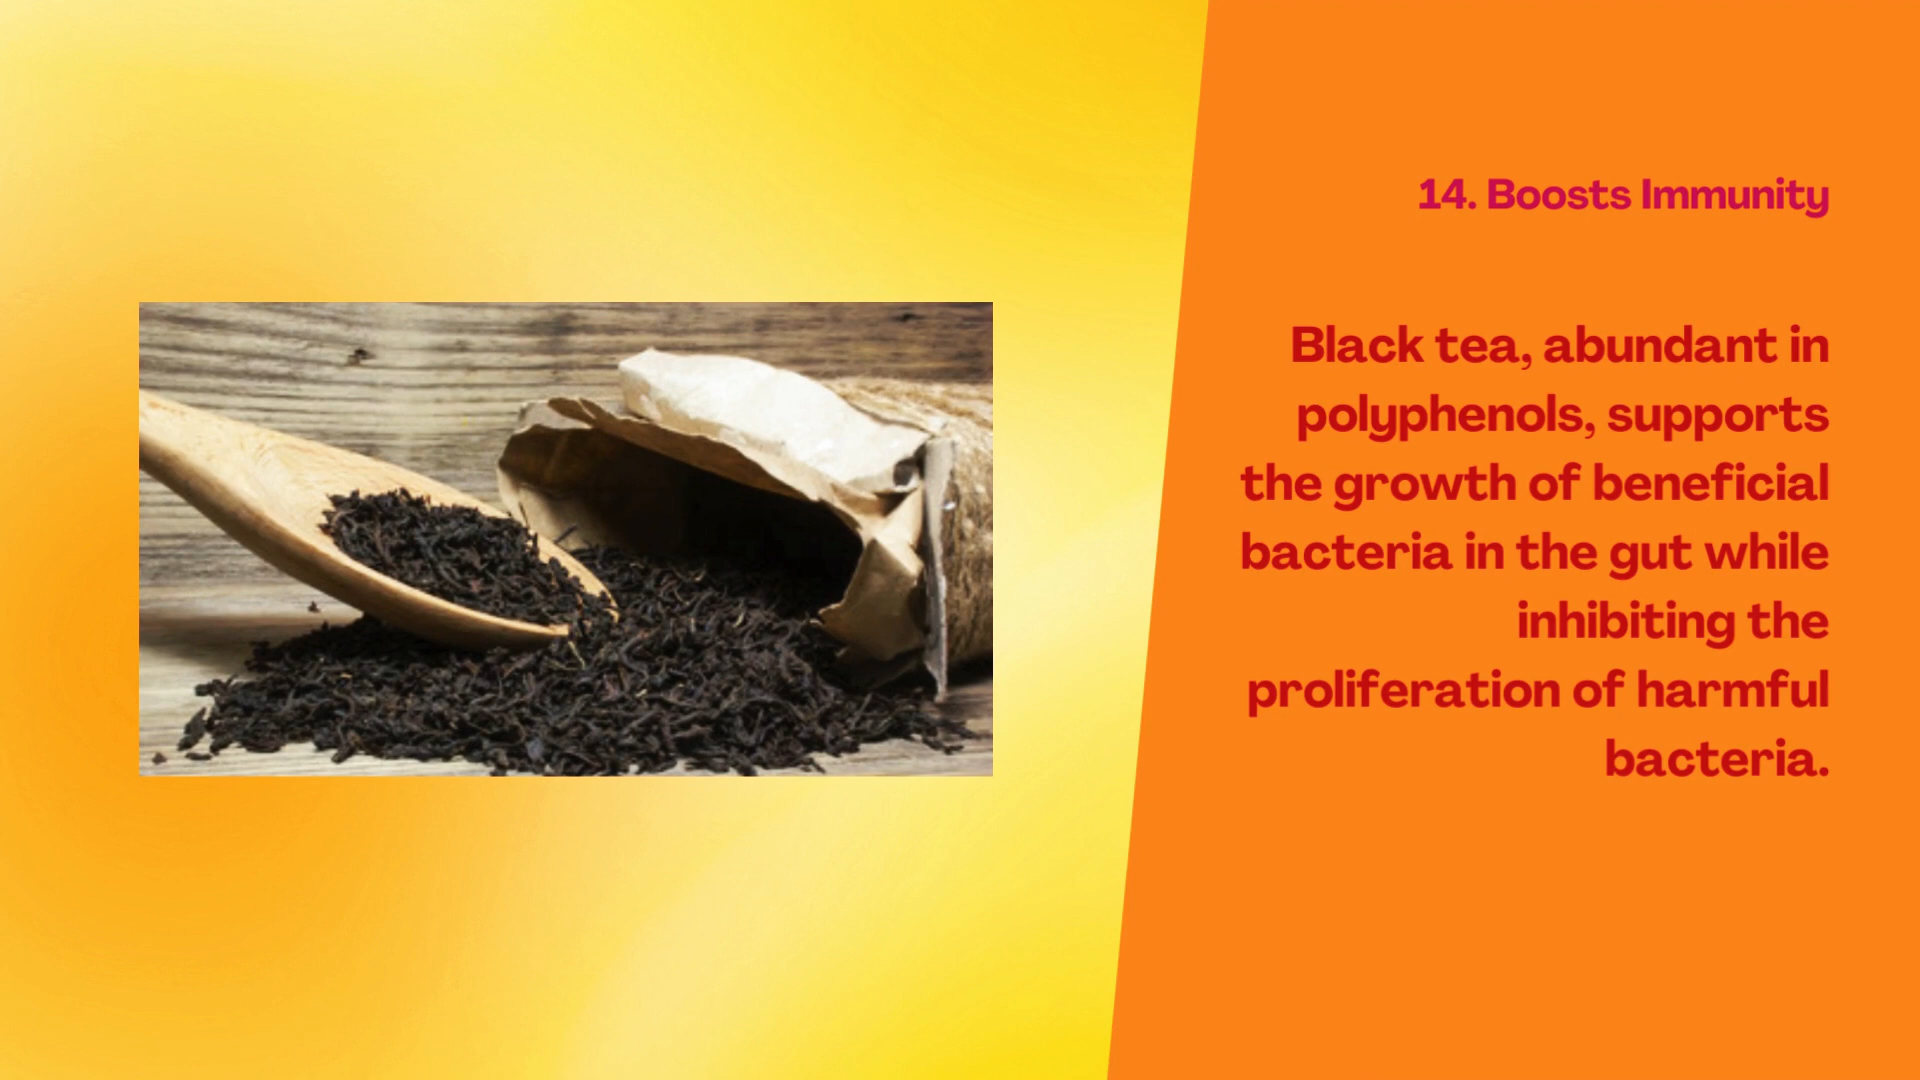 14. Boosts Immunity
Black tea, abundant in
polyphenols, supports
the growth of beneficial
bacteria in the gut while
inhibiting the
proliferation of harmful
bacteria.